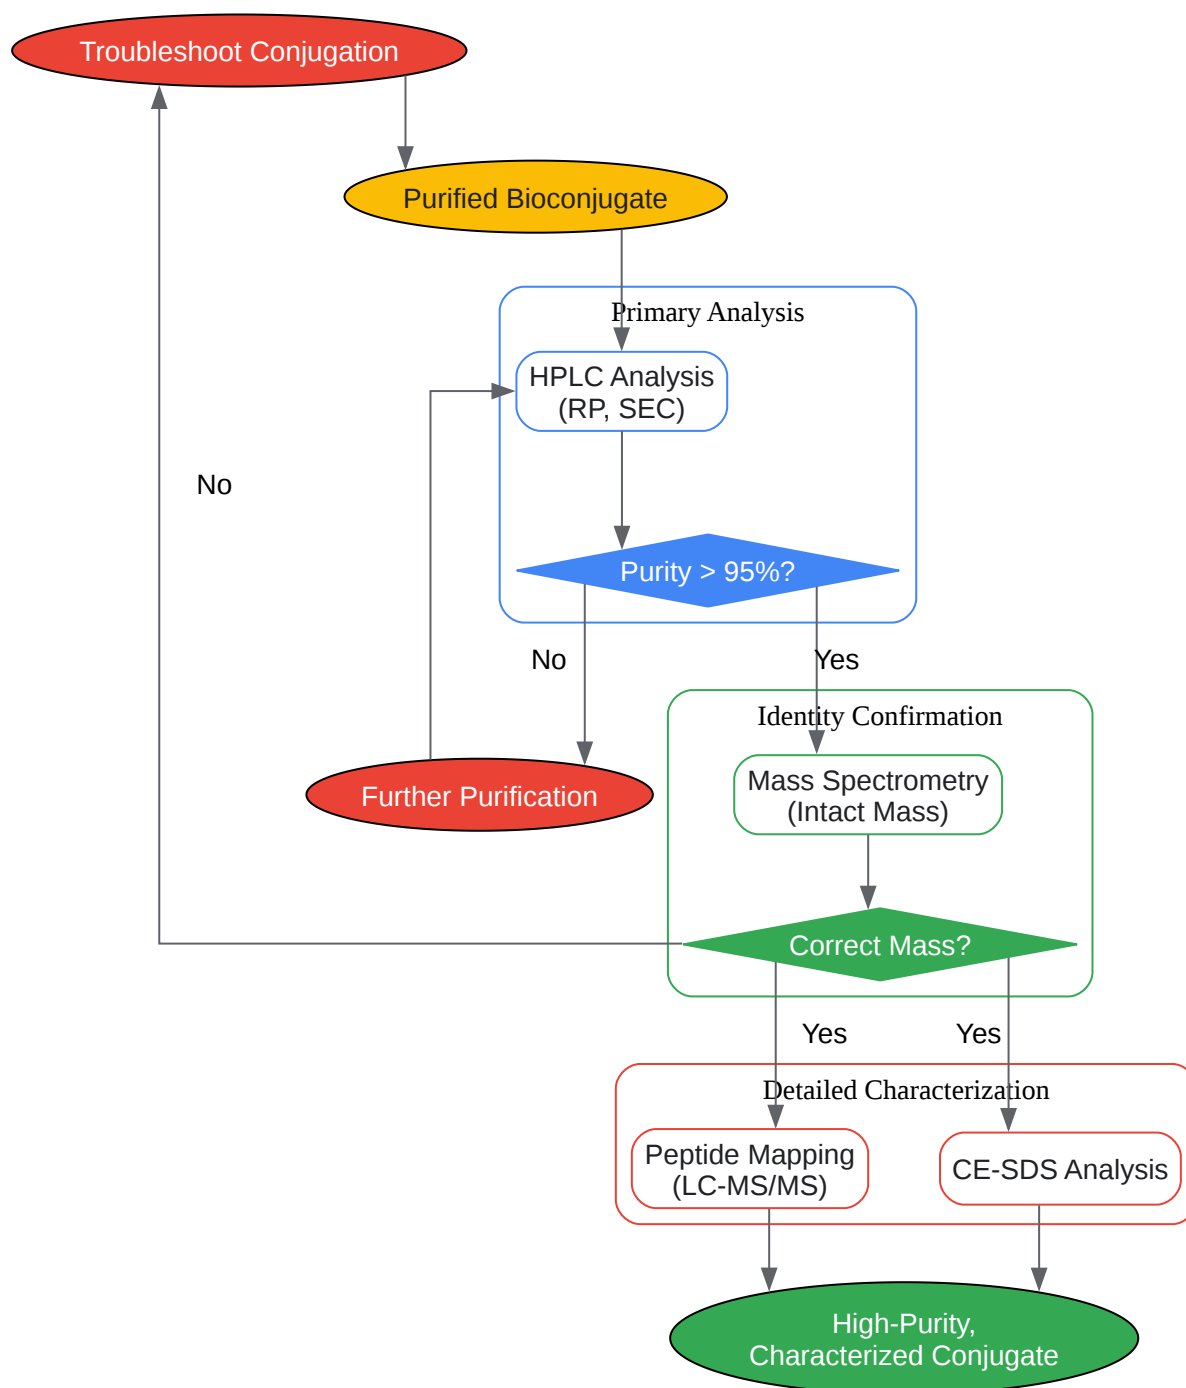 Troubleshoot Conjugation
Purified Bioconjugate
Primary Analysis
HPLC Analysis
(RP, SEC)
No
Purity > 95%?
No
Yes
Identity Confirmation
Mass Spectrometry
(Intact Mass)
Further Purification
Correct Mass?
Yes
Yes
Detailed Characterization
Peptide Mapping
(LC-MS/MS)
CE-SDS Analysis
High-Purity,
Characterized Conjugate